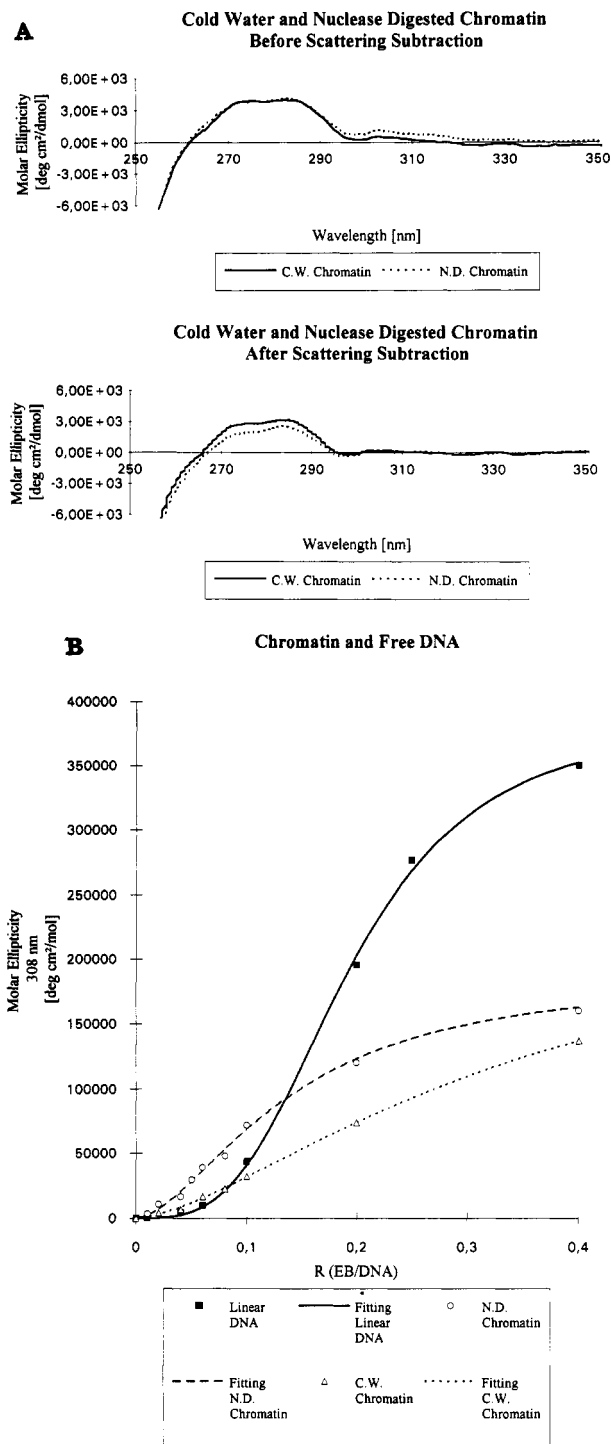 A
Cold Water and Nuclease Digested Chromatin
Before Scattering Subtraction
Molar Ellipticity
[deg cm²/dmol]
6,00E + 03
3,00E + 03
0,00E + 00
-3,00E + 03
-6,00E + 03
250 270 290 310 330 350
Wavelength [nm]
C.W. Chromatin N.D. Chromatin
Cold Water and Nuclease Digested Chromatin
After Scattering Subtraction
Molar Ellipticity
[deg cm²/dmol]
6,00E + 03
3,00E + 03
0,00E + 00
-3,00E + 03
-6,00E + 03
250 270 290 310 330 350
Wavelength [nm]
C.W. Chromatin N.D. Chromatin
B
Chromatin and Free DNA
Molar Ellipticity
308 nm
[deg cm²/mol]
400000
350000
300000
250000
200000
150000
100000
50000
0
0 0,1 0,2 0,3 0,4
R (EB/DNA)
Linear Fitting N.D.
DNA Linear Chromatin
DNA
Fitting C.W. Fitting
N.D. Chromatin C.W.
Chromatin Chromatin